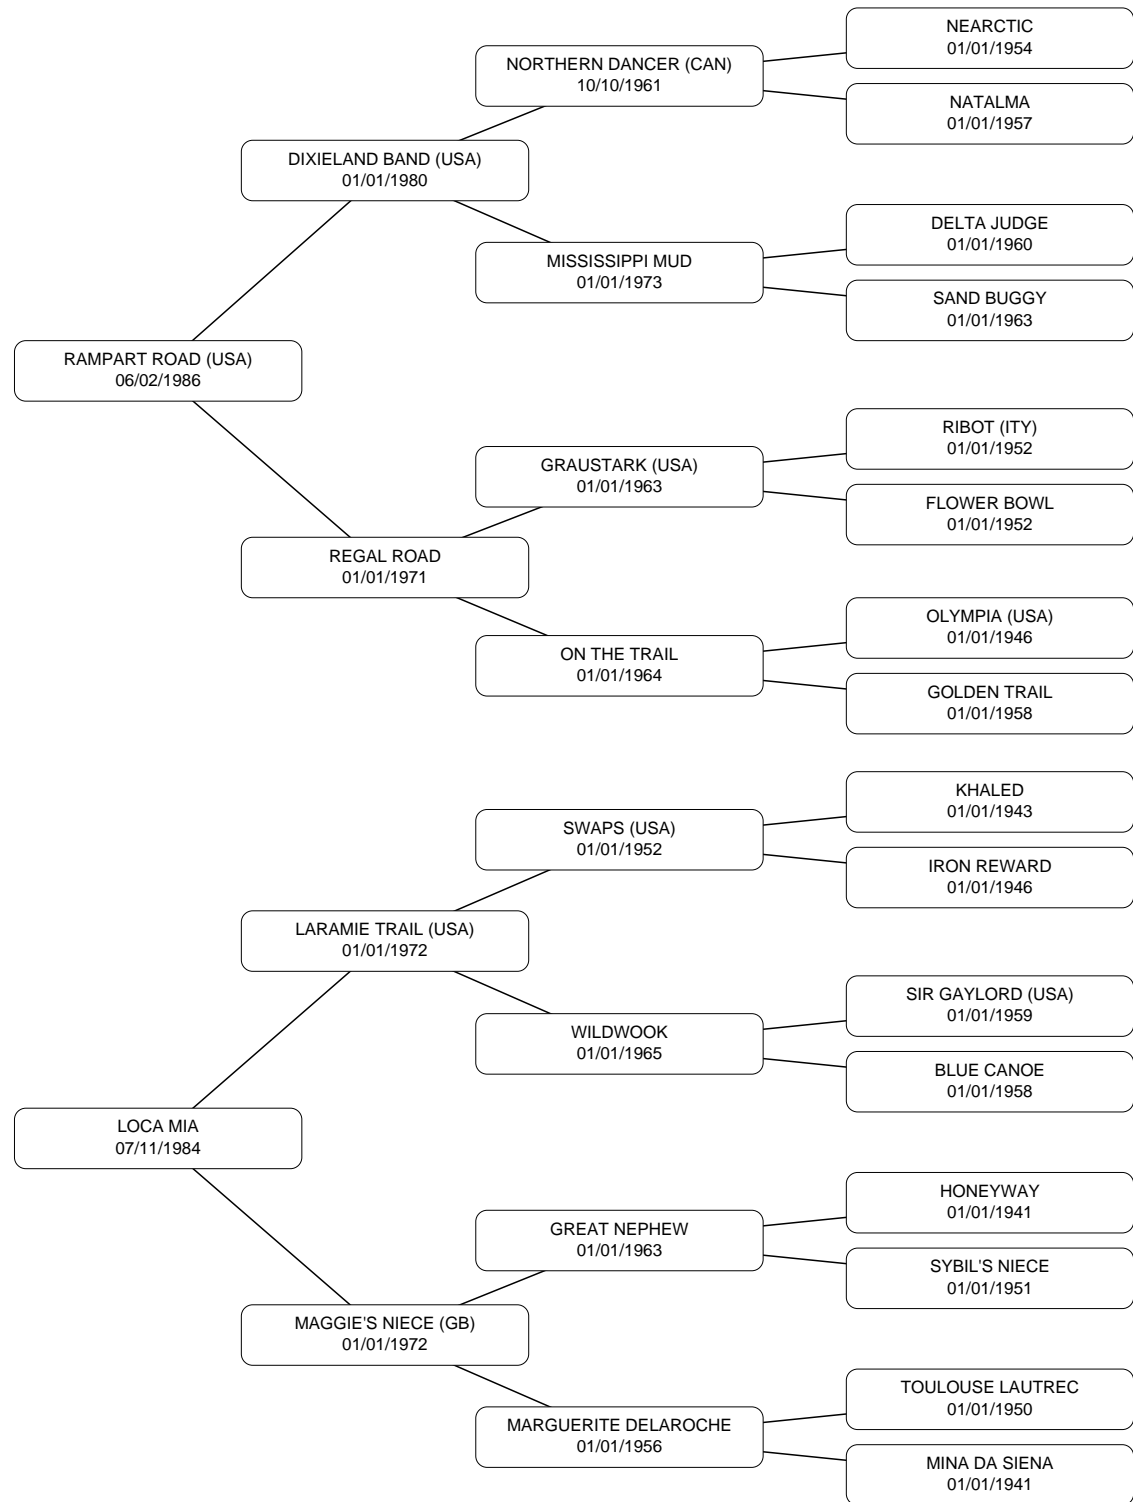 NEARCTIC
01/01/1954
NORTHERN DANCER (CAN)
10/10/1961
NATALMA
01/01/1957
DIXIELAND BAND (USA)
01/01/1980
DELTA JUDGE
01/01/1960
MISSISSIPPI MUD
01/01/1973
SAND BUGGY
01/01/1963
RAMPART ROAD (USA)
06/02/1986
RIBOT (ITY)
01/01/1952
GRAUSTARK (USA)
01/01/1963
FLOWER BOWL
01/01/1952
REGAL ROAD
01/01/1971
OLYMPIA (USA)
01/01/1946
ON THE TRAIL
01/01/1964
GOLDEN TRAIL
01/01/1958
KHALED
01/01/1943
SWAPS (USA)
01/01/1952
IRON REWARD
01/01/1946
LARAMIE TRAIL (USA)
01/01/1972
SIR GAYLORD (USA)
01/01/1959
WILDWOOK
01/01/1965
BLUE CANOE
01/01/1958
LOCA MIA
07/11/1984
HONEYWAY
01/01/1941
GREAT NEPHEW
01/01/1963
SYBIL'S NIECE
01/01/1951
MAGGIE'S NIECE (GB)
01/01/1972
TOULOUSE LAUTREC
01/01/1950
MARGUERITE DELAROCHE
01/01/1956
MINA DA SIENA
01/01/1941